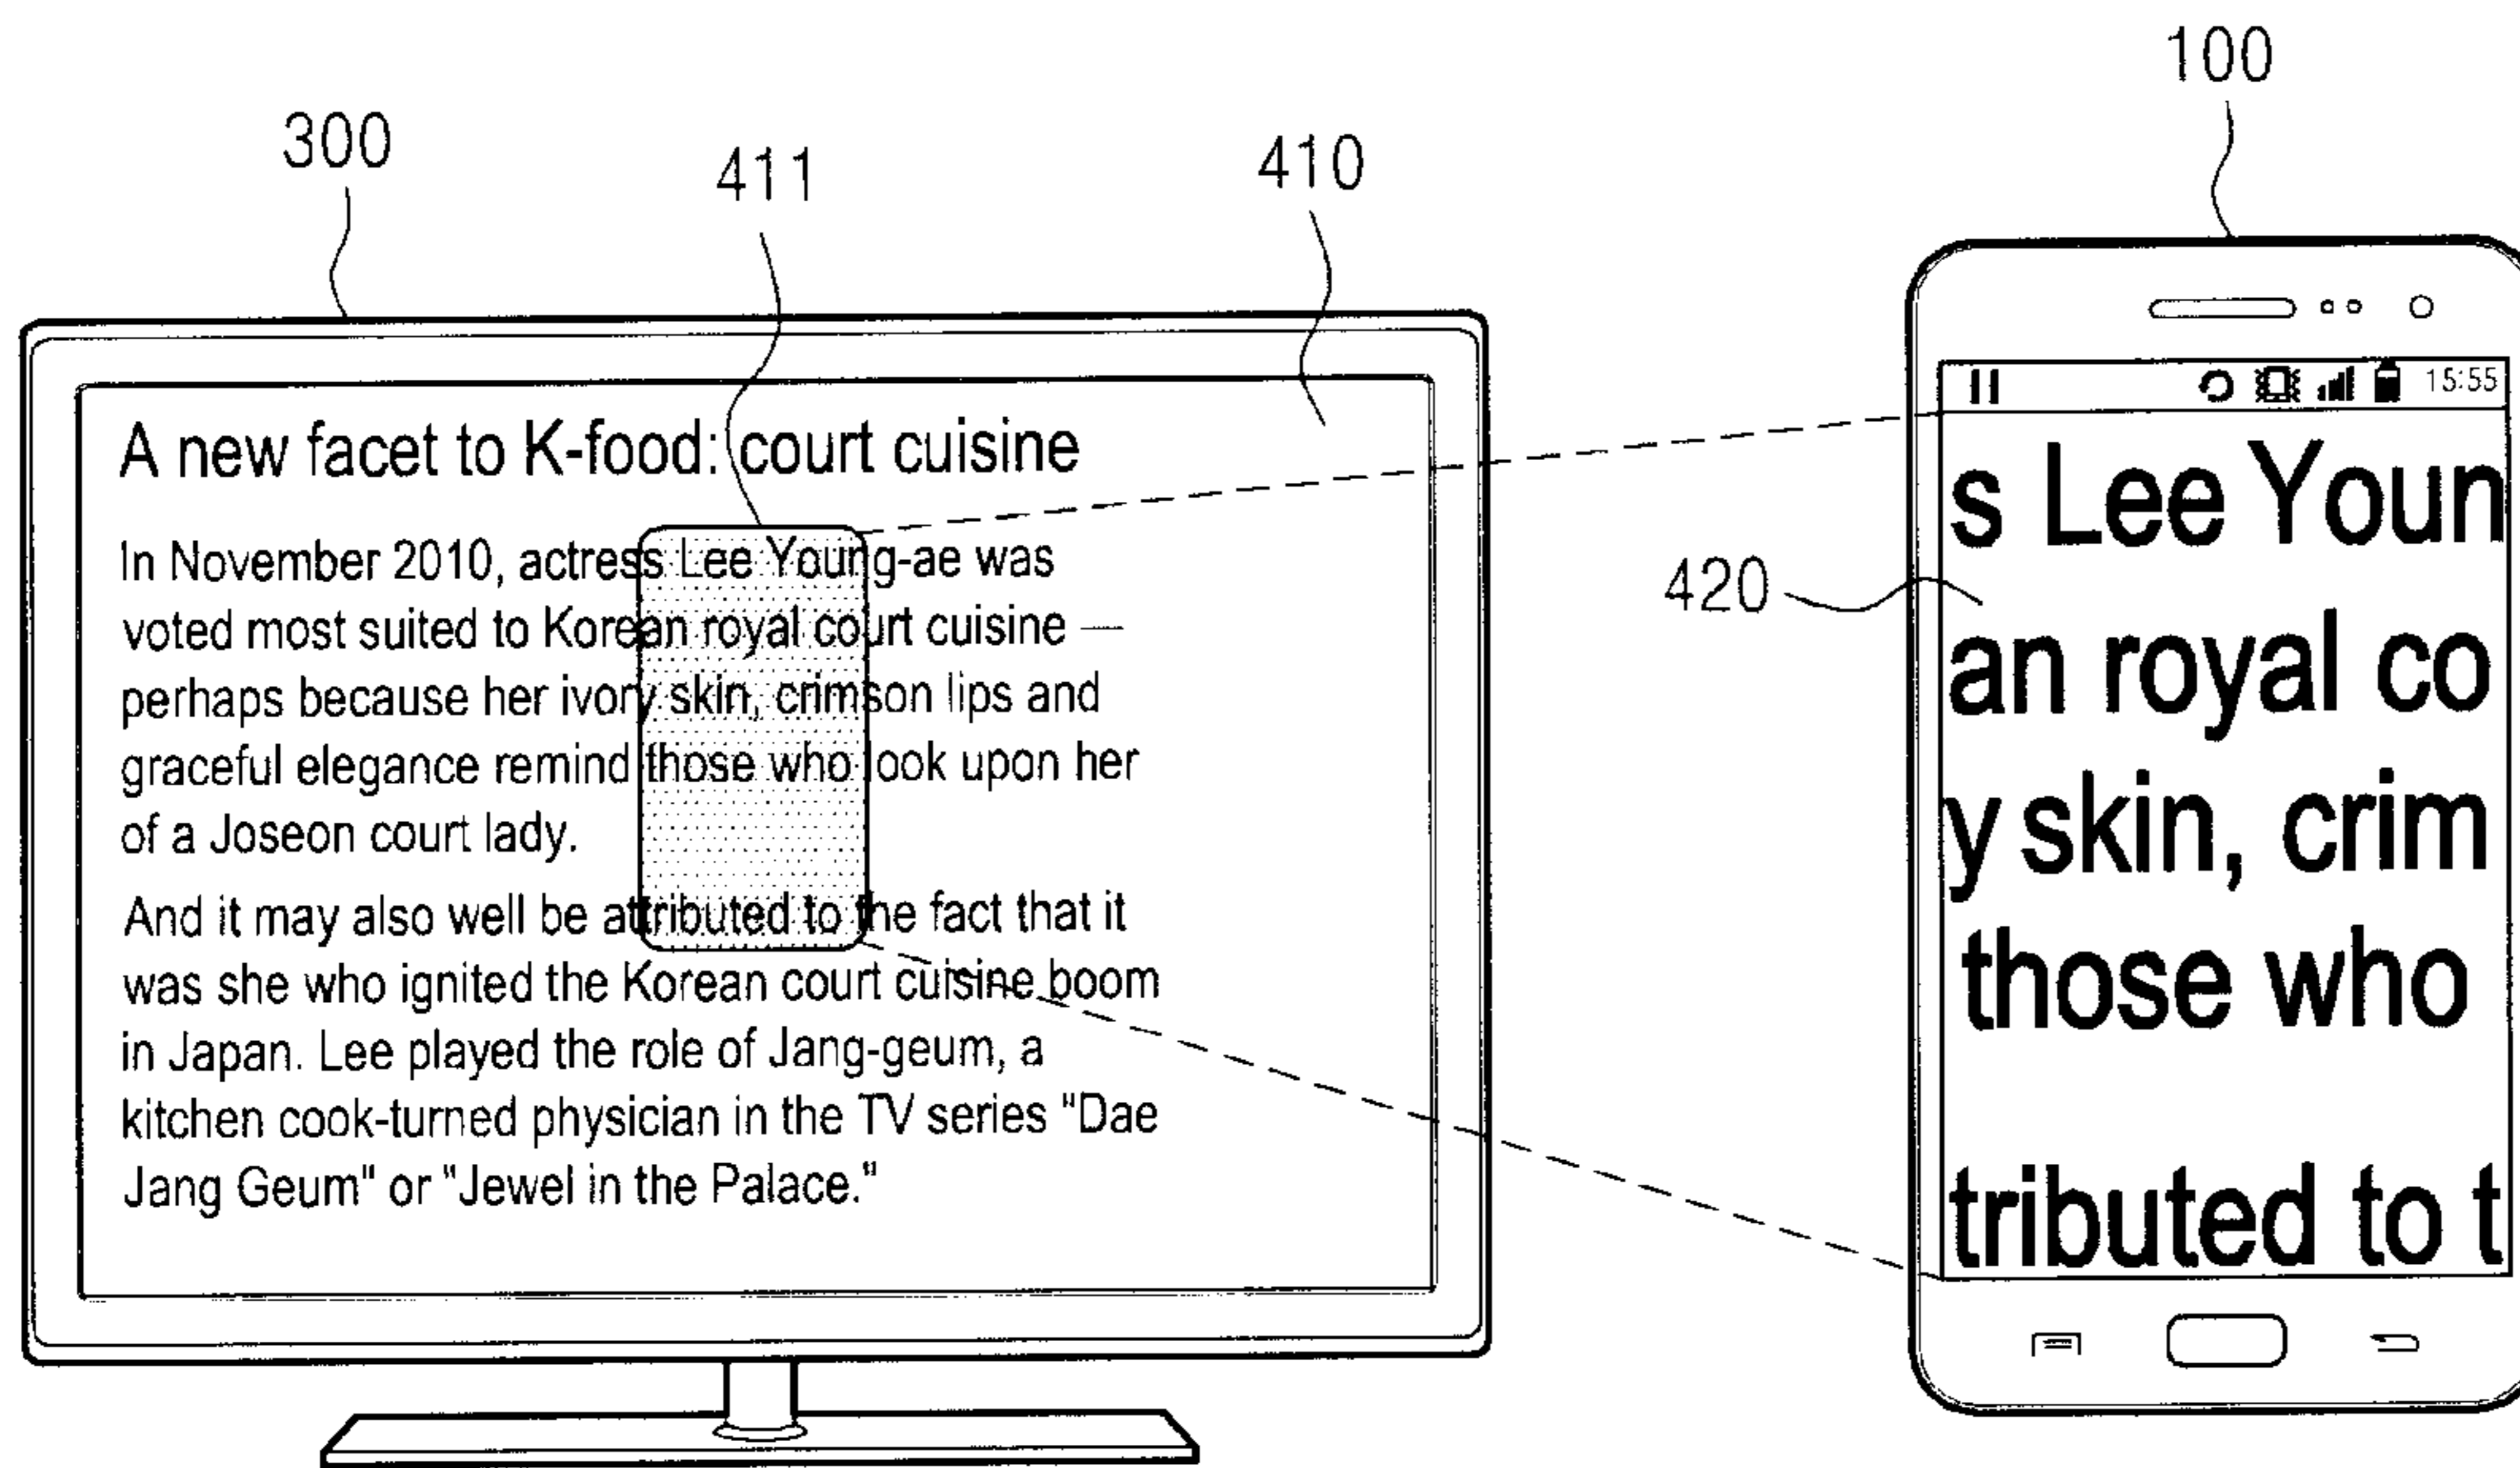 100
300
411
410
A new facet to K-food: court cuisine
In November 2010, actress Lee Young-ae was
voted most suited to Korean royal court cuisine —
perhaps because her ivory skin, crimson lips and
graceful elegance remind those who look upon her
of a Joseon court lady.
And it may also well be attributed to the fact that it
was she who ignited the Korean court cuisine boom
in Japan. Lee played the role of Jang-geum, a
kitchen cook-turned physician in the TV series "Dae
Jang Geum" or "Jewel in the Palace."
15:55
420
s Lee Youn
an royal co
y skin, crim
those who
tributed to t